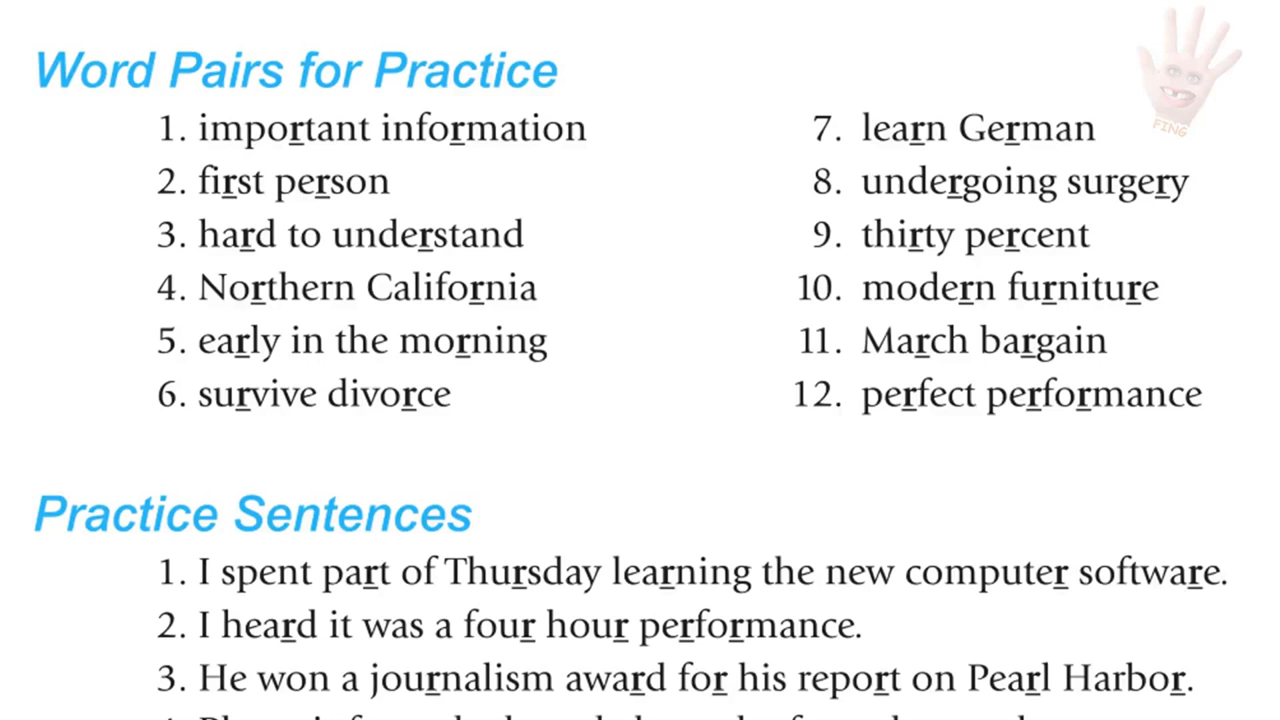 Word Pairs for Practice
1. important information
2. first person
3. hard to understand
4. Northern California
5. early in the morning
6. survive divorce
7. learn German
8. undergoing surgery
9. thirty percent
10. modern furniture
11. March bargain
12. perfect performance
FING
Practice Sentences
1. I spent part of Thursday learning the new computer software.
2. I heard it was a four hour performance.
3. He won a journalism award for his report on Pearl Harbor.